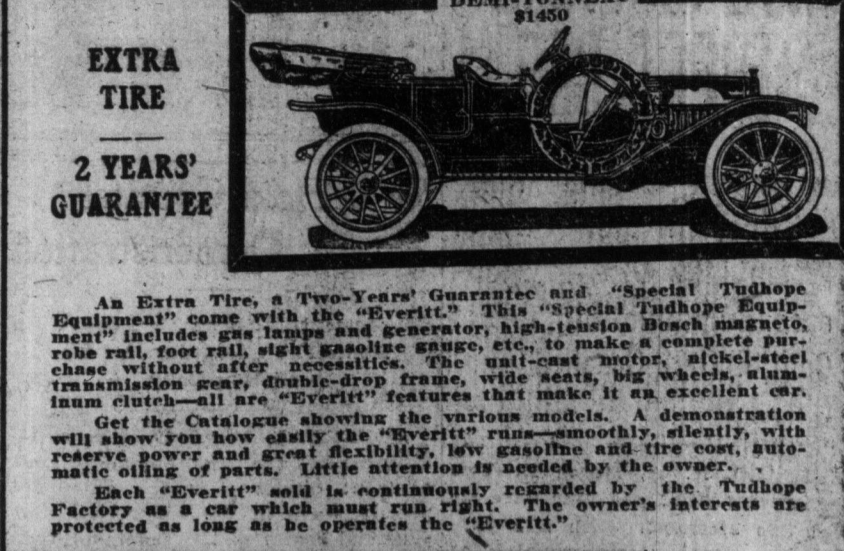 DEMI-TONNEAU
$1450
EXTRA
TIRE
2 YEARS'
GUARANTEE
An Extra Tire, a Two-Years' Guarantee and "Special Tudhope
Equipment" come with the "Everitt." This "Special Tudhope Equip-
ment" includes gas lamps and generator, high-tension Bosch magneto,
robe rail, foot rail, sight gasoline gauge, etc., to make a complete pur-
chase without after necessities. The unit-cast motor, nickel-steel
transmission gear, double-drop frame, wide seats, big wheels, alum-
inum clutch—all are "Everitt" features that make it an excellent car.
Get the Catalogue showing the various models. A demonstration
will show you how easily the "Everitt" runs—smoothly, silently, with
reserve power and great flexibility, low gasoline and tire cost, auto-
matic oiling of parts. Little attention is needed by the owner.
Each "Everitt" sold is continuously regarded by the Tudhope
Factory as a car which must run right. The owner's interests are
protected as long as he operates the "Everitt."